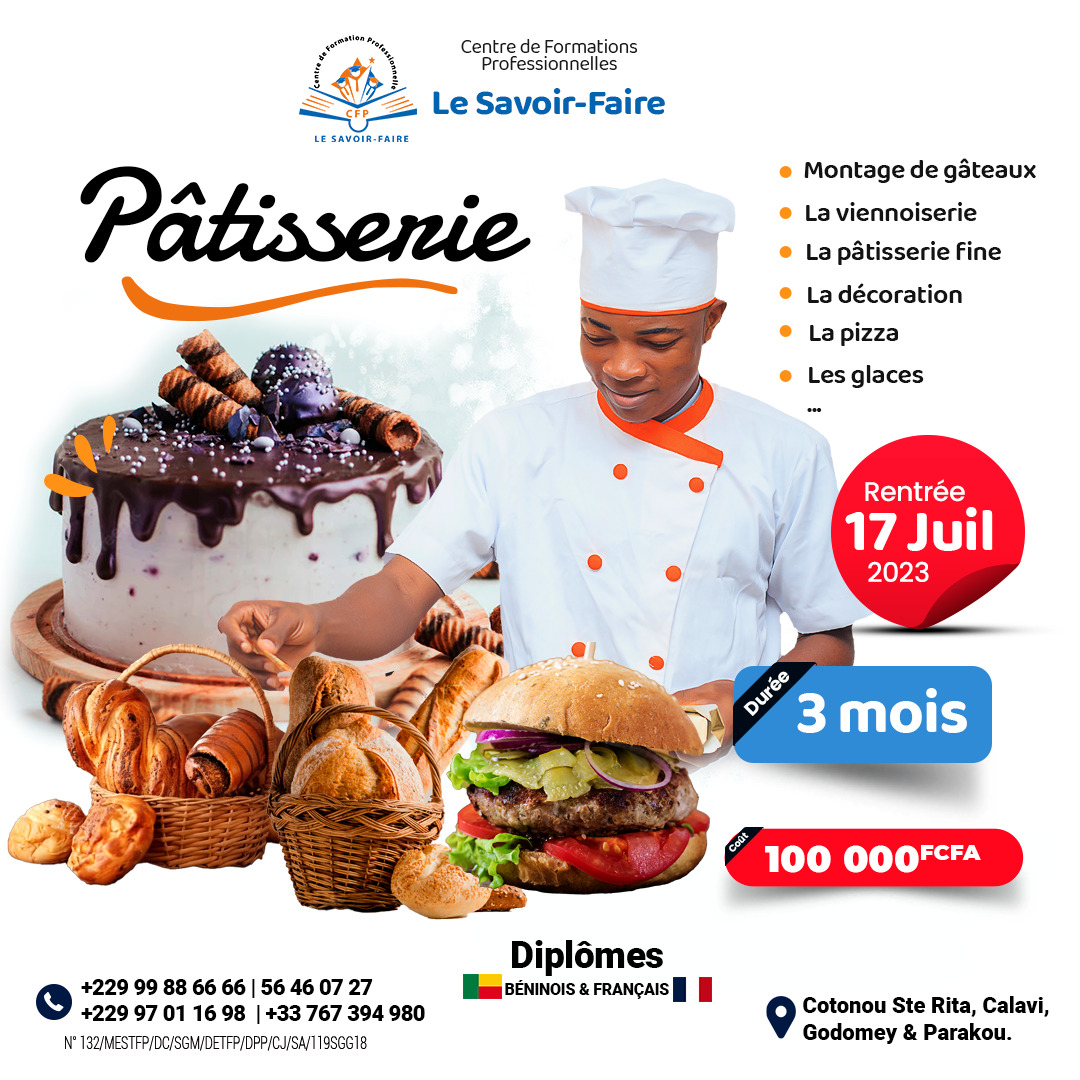 Centre de Formation Professionnelle
CFP
LE SAVOIR-FAIRE
Centre de Formations
Professionnelles
Le Savoir-Faire
Pâtisserie
Montage de gâteaux
La viennoiserie
La pâtisserie fine
La décoration
La pizza
Les glaces
...
Rentrée
17 Juil
2023
Durée
3 mois
Coût
100 000 FCFA
Diplômes
BÉNINOIS & FRANÇAIS
+229 99 88 66 66 | 56 46 07 27
+229 97 01 16 98 | +33 767 394 980
N° 132/MESTFP/DC/SGM/DETFP/DPP/CJ/SA/119SGG18
Cotonou Ste Rita, Calavi,
Godomey & Parakou.